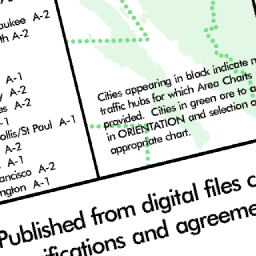 aukee A-2
th A-2
A-1
y A-2
es A-2
-1
ollis/St Paul A-1
A-2
A-1
ancisco A-2
ngton A-1
Cities appearing in black indicate
traffic hubs for which Area Charts
provided. Cities in green are to a
in ORIENTATION and selection o
appropriate chart.
Published from digital files
ifications and agreeme